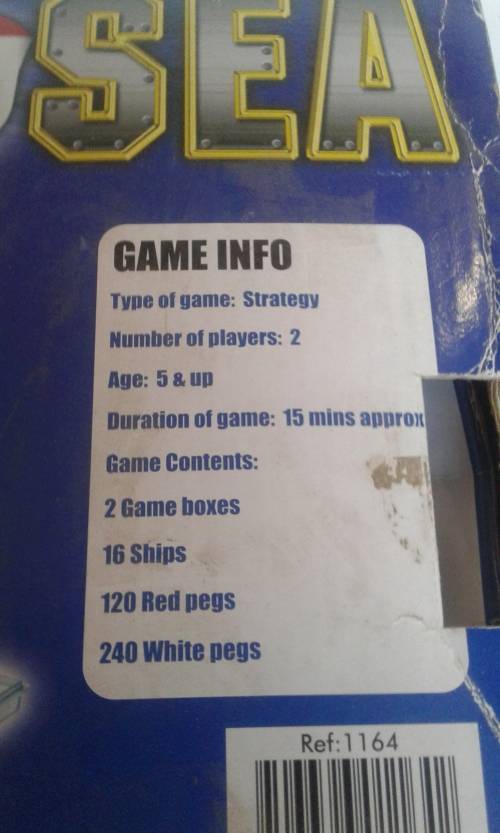 SEA
GAME INFO
Type of game: Strategy
Number of players: 2
Age: 5 & up
Duration of game: 15 mins approx
Game Contents:
2 Game boxes
16 Ships
120 Red pegs
240 White pegs
Ref:1164